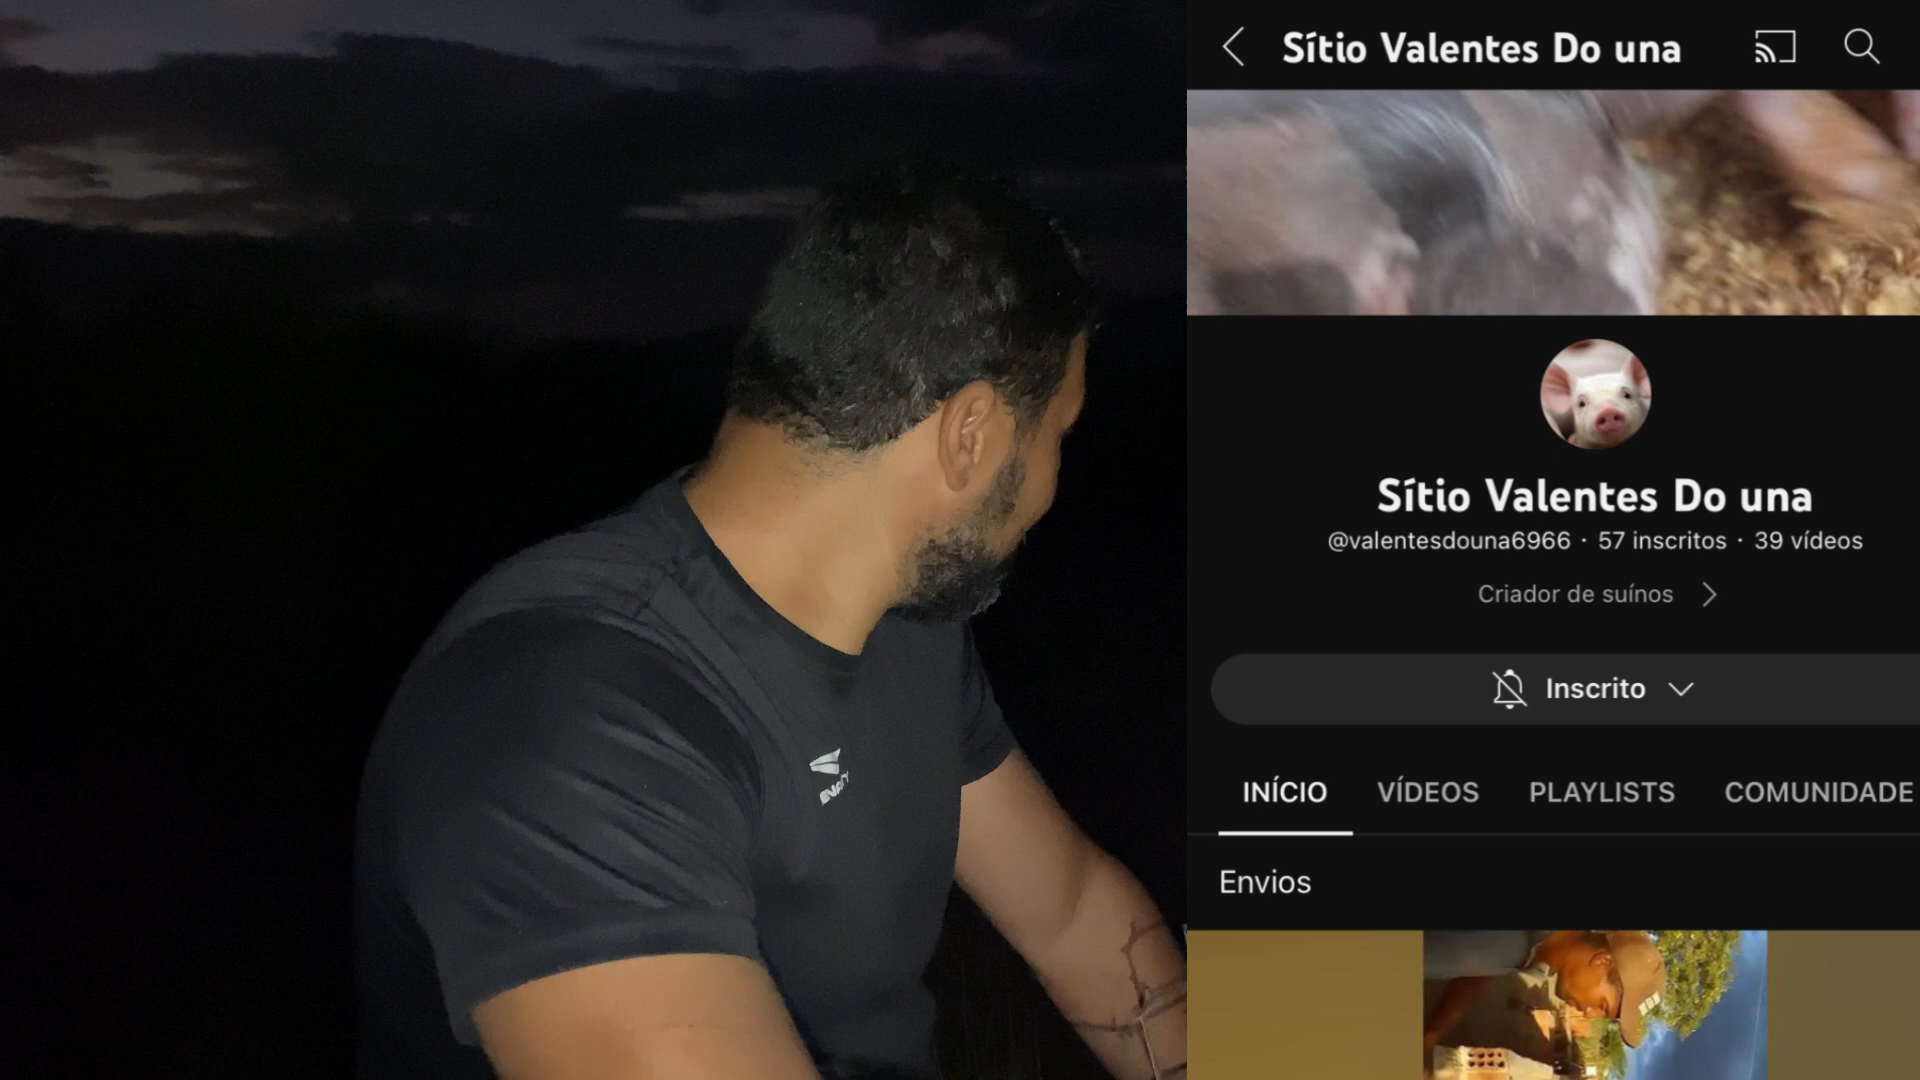 Sítio Valentes Do una
Sítio Valentes Do una
@valentesdouna6966 · 57 inscritos · 39 vídeos
Criador de suínos
Inscrito
INÍCIO VÍDEOS PLAYLISTS COMUNIDADE
Envios